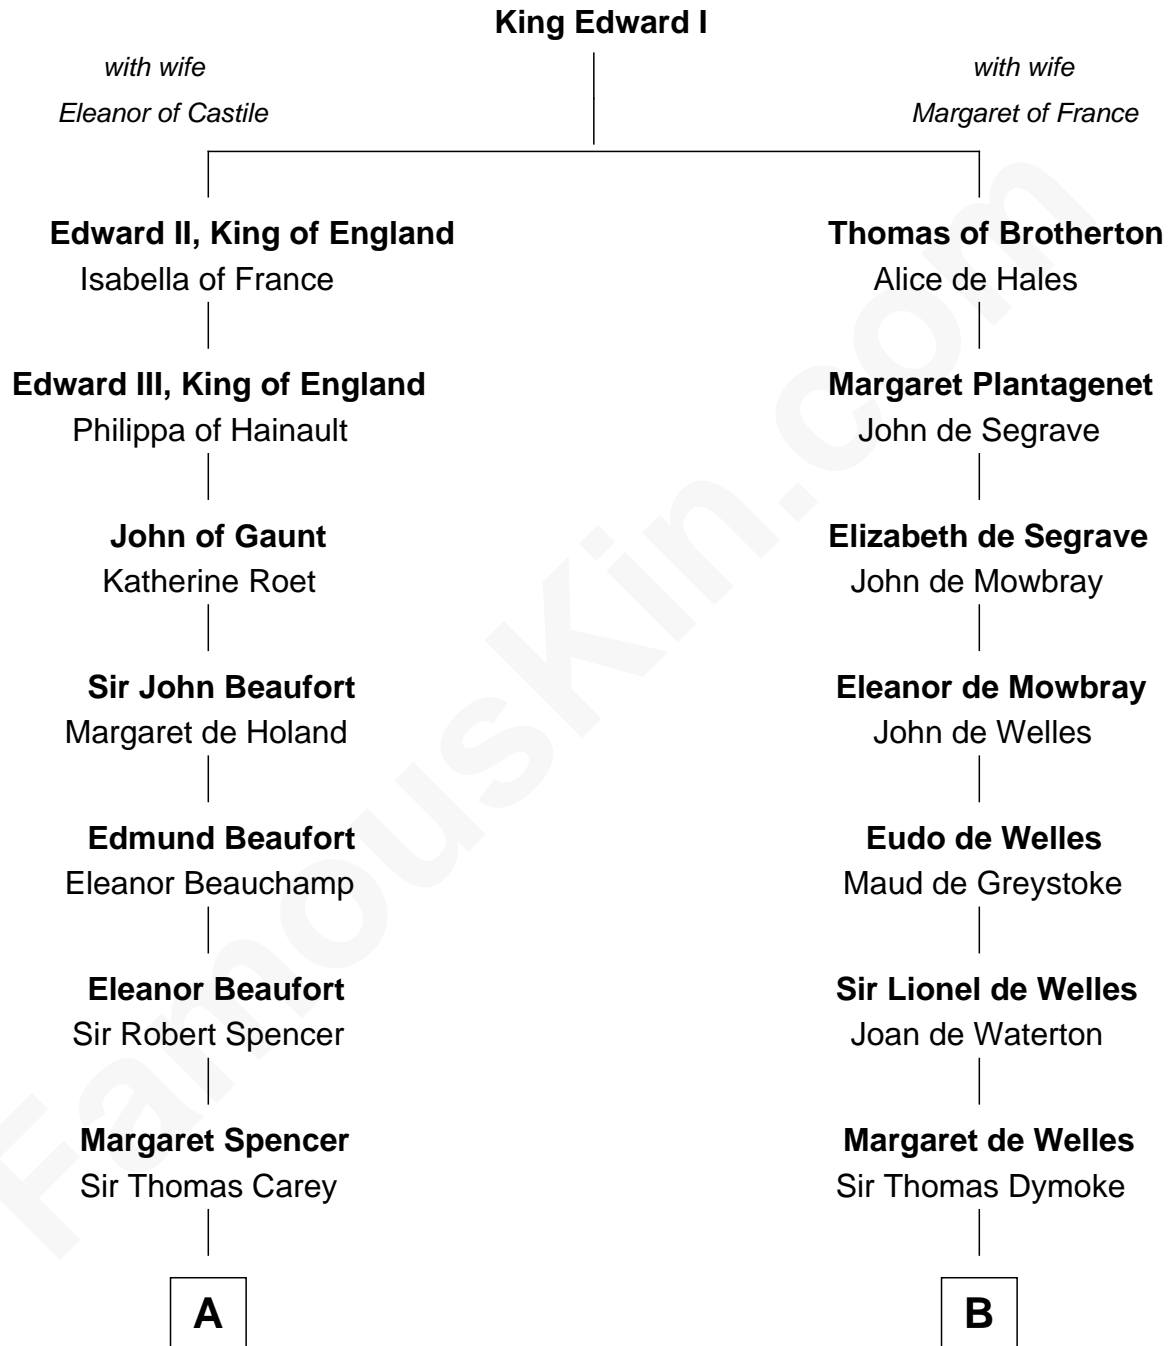 King Edward I
with wife
Eleanor of Castile
with wife
Margaret of France
Edward II, King of England
Isabella of France
Thomas of Brotherton
Alice de Hales
Edward III, King of England
Philippa of Hainault
Margaret Plantagenet
John de Segrave
John of Gaunt
Katherine Roet
Elizabeth de Segrave
John de Mowbray
Sir John Beaufort
Margaret de Holand
Eleanor de Mowbray
John de Welles
Edmund Beaufort
Eleanor Beauchamp
Eudo de Welles
Maud de Greystoke
Eleanor Beaufort
Sir Robert Spencer
Sir Lionel de Welles
Joan de Waterton
Margaret Spencer
Sir Thomas Carey
Margaret de Welles
Sir Thomas Dymoke
A
B
FamousKin.com